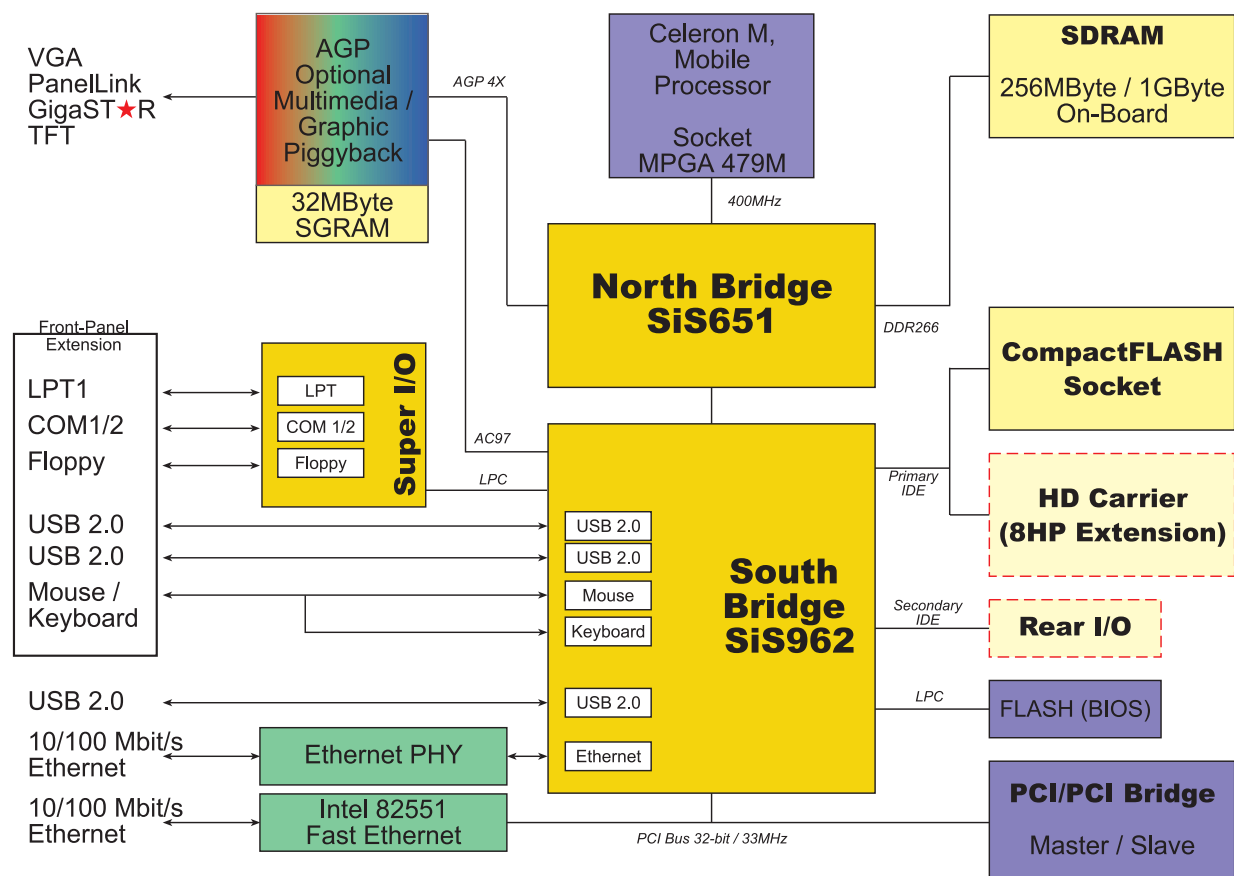 VGA
PanelLink
GigaST★R
TFT
AGP
Optional
Multimedia /
Graphic
Piggyback
32MByte
SGRAM
AGP 4X
Celeron M,
Mobile
Processor
Socket
MPGA 479M
400MHz
SDRAM
256MByte / 1GByte
On-Board
North Bridge
SiS651
DDR266
Front-Panel
Extension
LPT1
COM1/2
Floppy
USB 2.0
USB 2.0
Mouse /
Keyboard
LPT
COM 1/2
Floppy
Super I/O
AC97
LPC
CompactFLASH
Socket
Primary
IDE
HD Carrier
(8HP Extension)
USB 2.0
USB 2.0
Mouse
Keyboard
USB 2.0
Ethernet
South
Bridge
SiS962
Secondary
IDE
Rear I/O
LPC
FLASH (BIOS)
USB 2.0
10/100 Mbit/s
Ethernet
Ethernet PHY
10/100 Mbit/s
Ethernet
Intel 82551
Fast Ethernet
PCI Bus 32-bit / 33MHz
PCI/PCI Bridge
Master / Slave